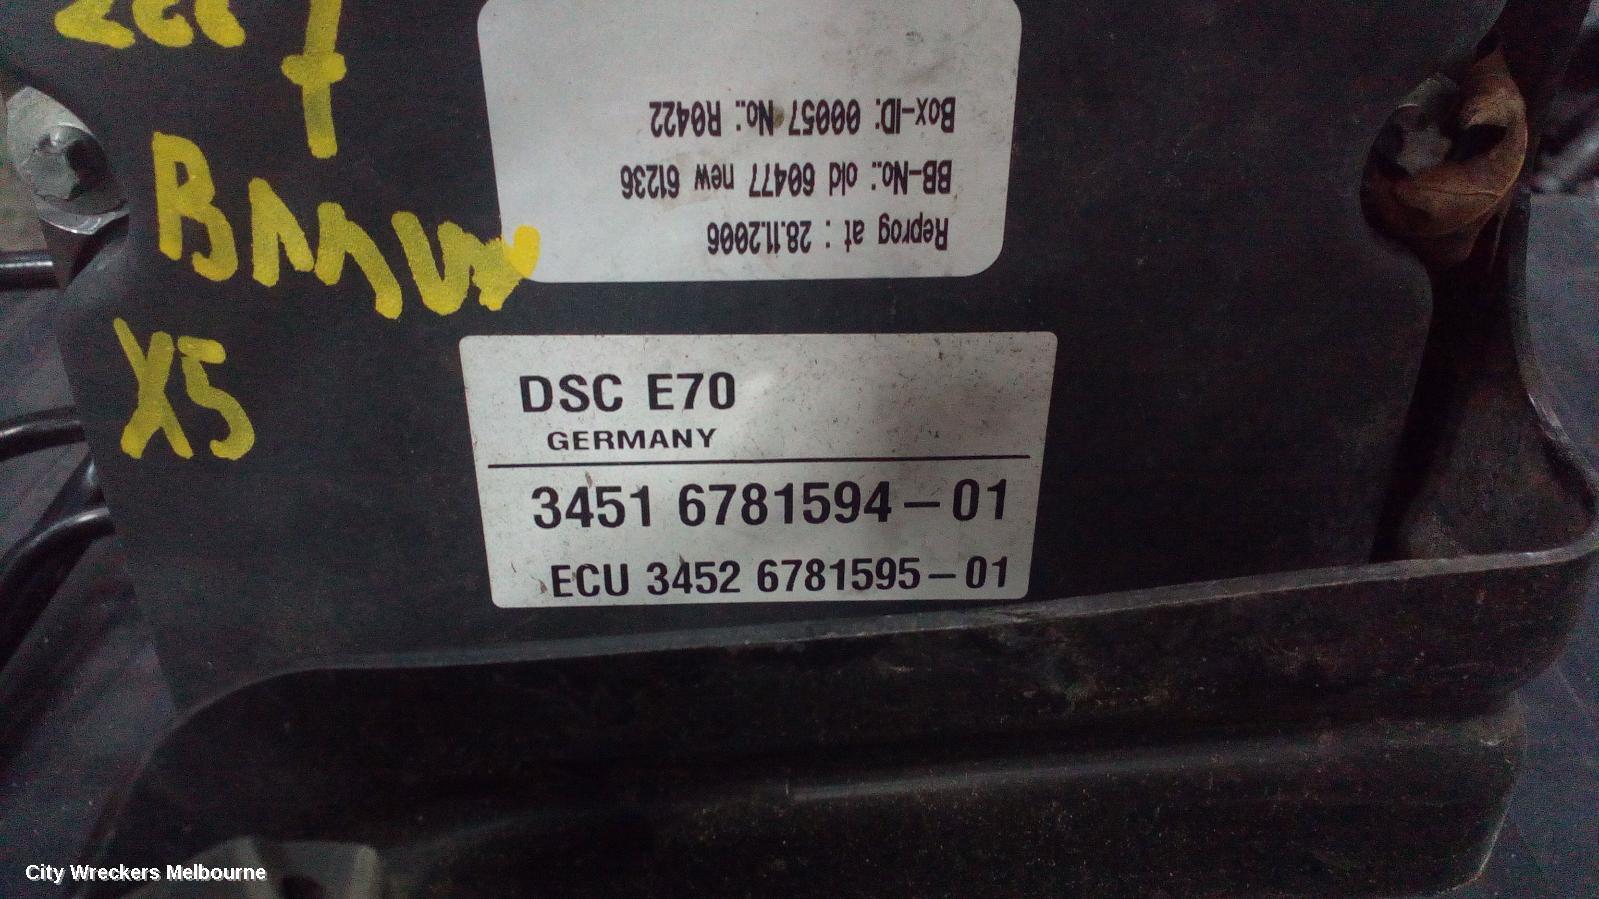 BMW
X5
Box-ID: 00057 No.: R0422
BB-No.: old 60477 new 61236
Reprog at : 28.11.2006
DSC E70
GERMANY
3451 6781594-01
ECU 3452 6781595-01
City Wreckers Melbourne